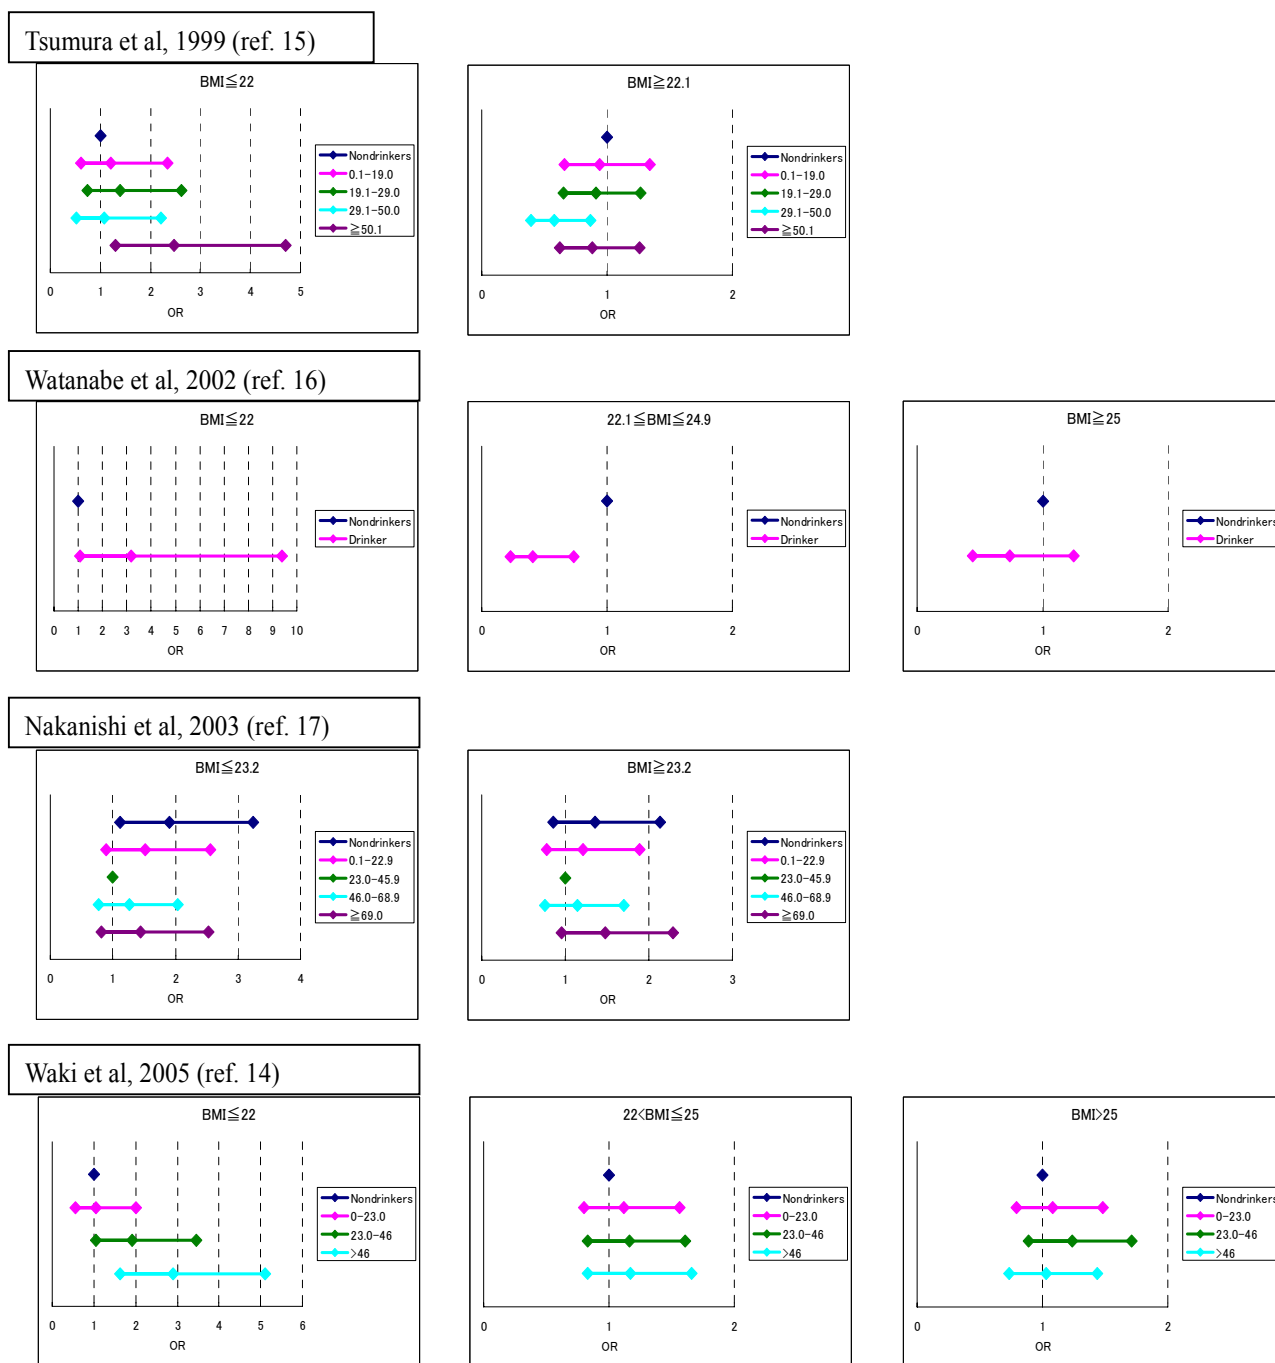 Tsumura et al, 1999 (ref. 15)
BMI≦22
Nondrinkers
0.1-19.0
19.1-29.0
29.1-50.0
≧50.1
0 1 2 3 4 5
OR
BMI≧22.1
Nondrinkers
0.1-19.0
19.1-29.0
29.1-50.0
≧50.1
0 1 2
OR
Watanabe et al, 2002 (ref. 16)
BMI≦22
Nondrinkers
Drinker
0 1 2 3 4 5 6 7 8 9 10
OR
22.1≦BMI≦24.9
Nondrinkers
Drinker
0 1 2
OR
BMI≧25
Nondrinkers
Drinker
0 1 2
OR
Nakanishi et al, 2003 (ref. 17)
BMI≦23.2
Nondrinkers
0.1-22.9
23.0-45.9
46.0-68.9
≧69.0
0 1 2 3 4
OR
BMI≧23.2
Nondrinkers
0.1-22.9
23.0-45.9
46.0-68.9
≧69.0
0 1 2 3
OR
Waki et al, 2005 (ref. 14)
BMI≦22
Nondrinkers
0-23.0
23.0-46
>46
0 1 2 3 4 5 6
OR
22<BMI≦25
Nondrinkers
0-23.0
23.0-46
>46
0 1 2
OR
BMI>25
Nondrinkers
0-23.0
23.0-46
>46
0 1 2
OR